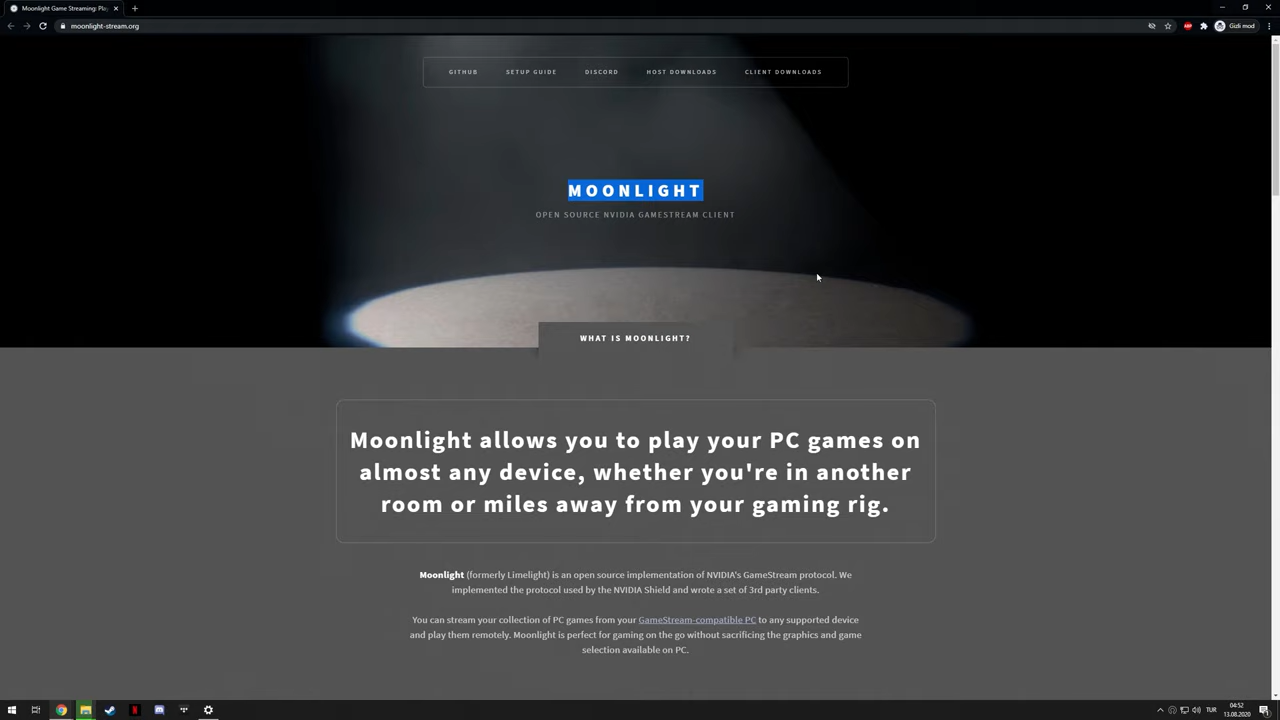 Moonlight Game Streaming: Pla
moonlight-stream.org
ABP
Gizli mod
GITHUB
SETUP GUIDE
DISCORD
HOST DOWNLOADS
CLIENT DOWNLOADS
MOONLIGHT
OPEN SOURCE NVIDIA GAMESTREAM CLIENT
WHAT IS MOONLIGHT?
Moonlight allows you to play your PC games on
almost any device, whether you're in another
room or miles away from your gaming rig.
Moonlight (formerly Limelight) is an open source implementation of NVIDIA's GameStream protocol. We
implemented the protocol used by the NVIDIA Shield and wrote a set of 3rd party clients.
You can stream your collection of PC games from your GameStream-compatible PC to any supported device
and play them remotely. Moonlight is perfect for gaming on the go without sacrificing the graphics and game
selection available on PC.
TUR
04:52
13.08.2020